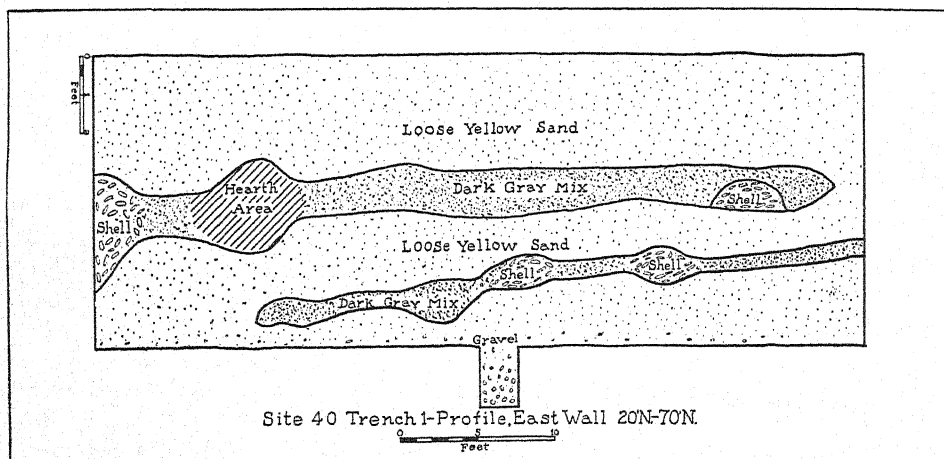 Feet
Loose Yellow Sand
Hearth
Area
Dark Gray Mix
Shell
Shell
Loose Yellow Sand
Shell
Shell
Dark Gray Mix
Gravel
Site 40 Trench 1-Profile, East Wall 20'N-70'N.
0 5 10
Feet